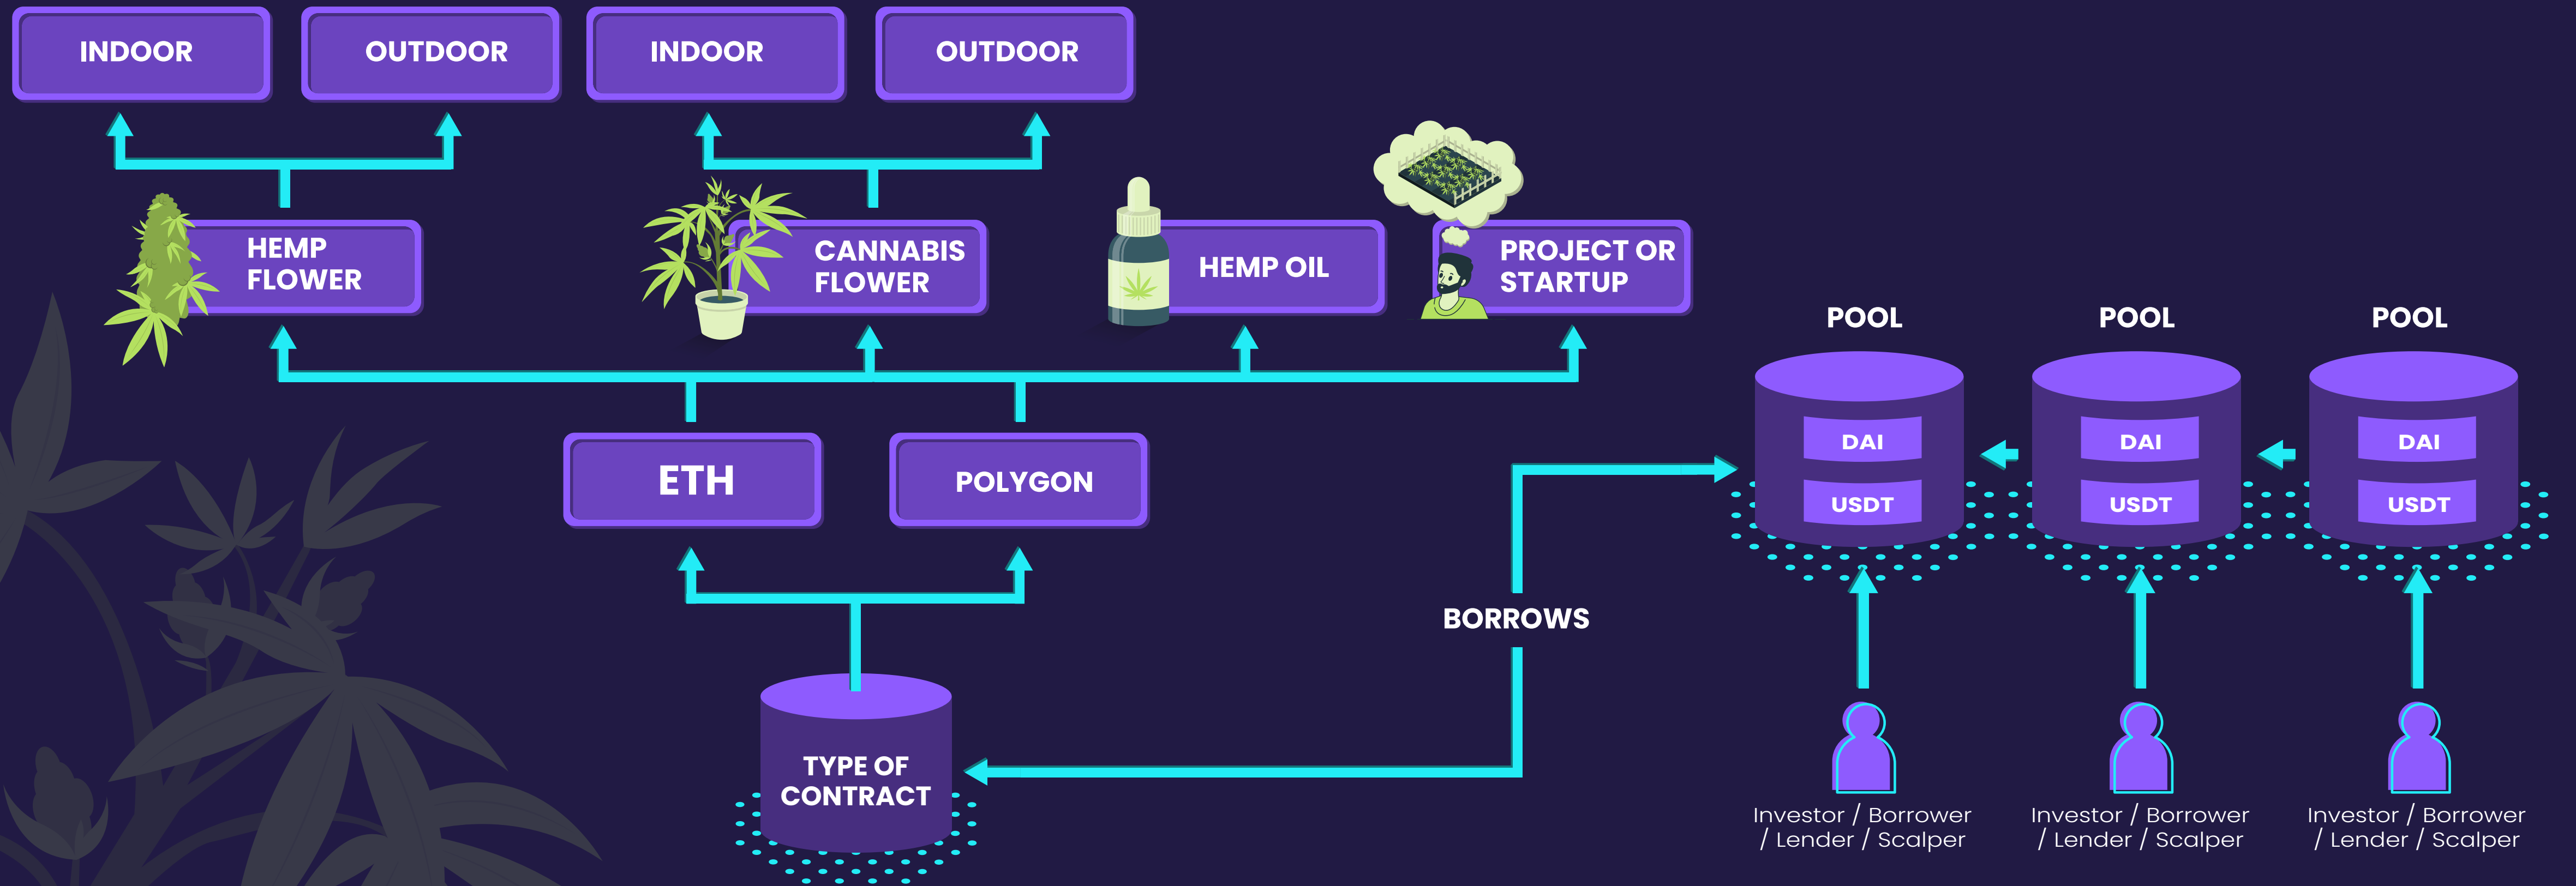 INDOOR
OUTDOOR
INDOOR
OUTDOOR
HEMP
FLOWER
CANNABIS
FLOWER
HEMP OIL
PROJECT OR
STARTUP
ETH
POLYGON
TYPE OF
CONTRACT
BORROWS
POOL
DAI
USDT
Investor / Borrower
/ Lender / Scalper
POOL
DAI
USDT
Investor / Borrower
/ Lender / Scalper
POOL
DAI
USDT
Investor / Borrower
/ Lender / Scalper